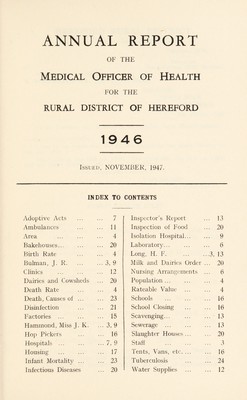 ANNUAL REPORT
OF THE
MEDICAL OFFICER OF HEALTH
FOR THE
RURAL DISTRICT OF HEREFORD
1946
ISSUED, NOVEMBER, 1947.
INDEX TO CONTENTS
Adoptive Acts ... ... 7
Ambulances ... ... 11
Area ... ... ... 4
Bakehouses... ... ... 20
Birth Rate ... ... 4
Bulman, J. R. ... 3, 9
Clinics ... ... ... 12
Dairies and Cowsheds ... 20
Death Rate ... ... 4
Death, Causes of ... 23
Disinfection ... ... 21
Factories ... ... ... 15
Hammond, Miss J. K. ... 3, 9
Hop Pickers ... ... 16
Hospitals ... ... 7, 9
Housing ... ... ... 17
Infant Mortality ... 23
Infectious Diseases ... 20
Inspector's Report ... 13
Inspection of Food ... 20
Isolation Hospital... ... 9
Laboratory... ... ... 6
Long, H. F. ... ...3, 13
Milk and Dairies Order ... 20
Nursing Arrangements ... 6
Population... ... ... 4
Rateable Value ... ... 4
Schools ... ... ... 16
School Closing ... ... 19
Scavenging... ... ... 13
Sewerage ... ... ... 13
Slaughter Houses ... 20
Staff ... ... ... 3
Tents, Vans, etc.... ... 16
Tuberculosis ... ... 24
Water Supplies ... ... 12